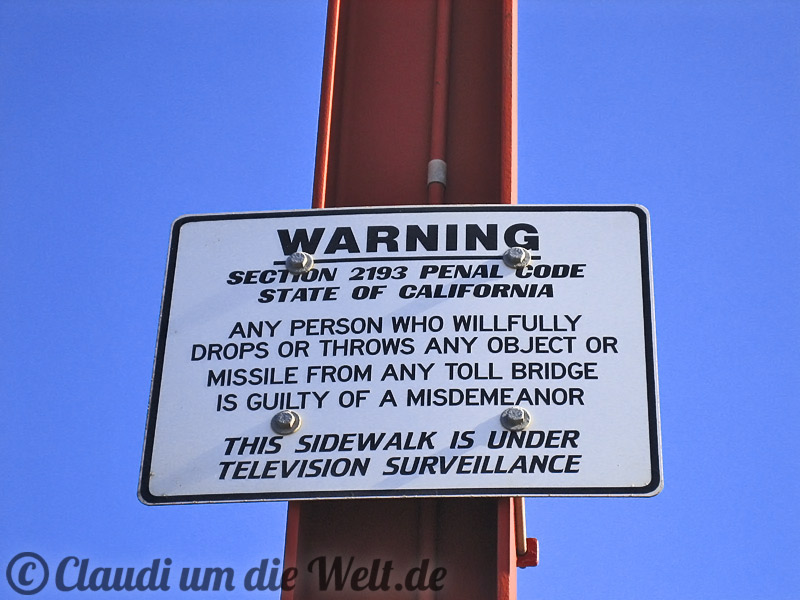 WARNING
SECTION 2193 PENAL CODE
STATE OF CALIFORNIA
ANY PERSON WHO WILLFULLY
DROPS OR THROWS ANY OBJECT OR
MISSILE FROM ANY TOLL BRIDGE
IS GUILTY OF A MISDEMEANOR
THIS SIDEWALK IS UNDER
TELEVISION SURVEILLANCE
© Claudi um die Welt.de